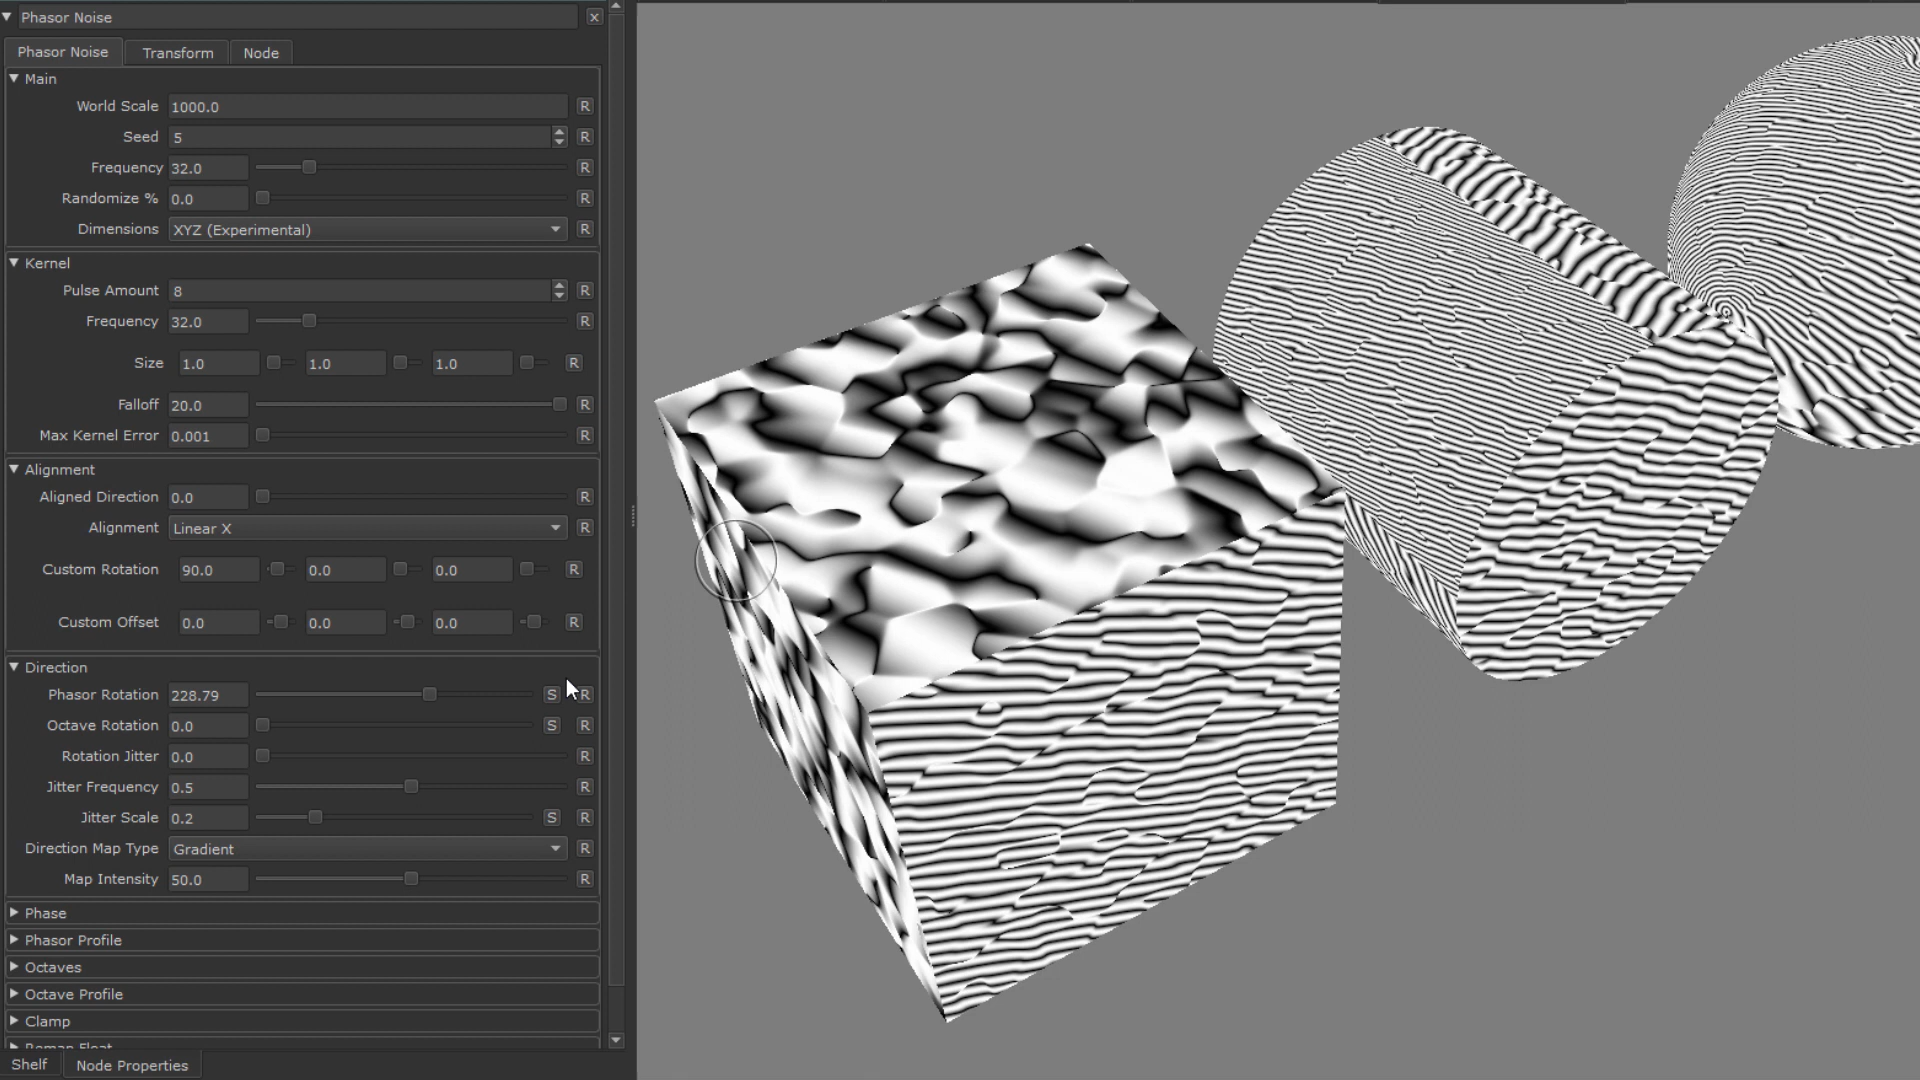 Phasor Noise
Phasor Noise Transform Node
Main
World Scale 1000.0 R
Seed 5 R
Frequency 32.0 R
Randomize % 0.0 R
Dimensions XYZ (Experimental) R
Kernel
Pulse Amount 8 R
Frequency 32.0 R
Size 1.0 1.0 1.0 R
Falloff 20.0 R
Max Kernel Error 0.001 R
Alignment
Aligned Direction 0.0 R
Alignment Linear X R
Custom Rotation 90.0 0.0 0.0 R
Custom Offset 0.0 0.0 0.0 R
Direction
Phasor Rotation 228.79 S R
Octave Rotation 0.0 S R
Rotation Jitter 0.0 R
Jitter Frequency 0.5 R
Jitter Scale 0.2 S R
Direction Map Type Gradient R
Map Intensity 50.0 R
Phase
Phasor Profile
Octaves
Octave Profile
Clamp
Shelf Node Properties